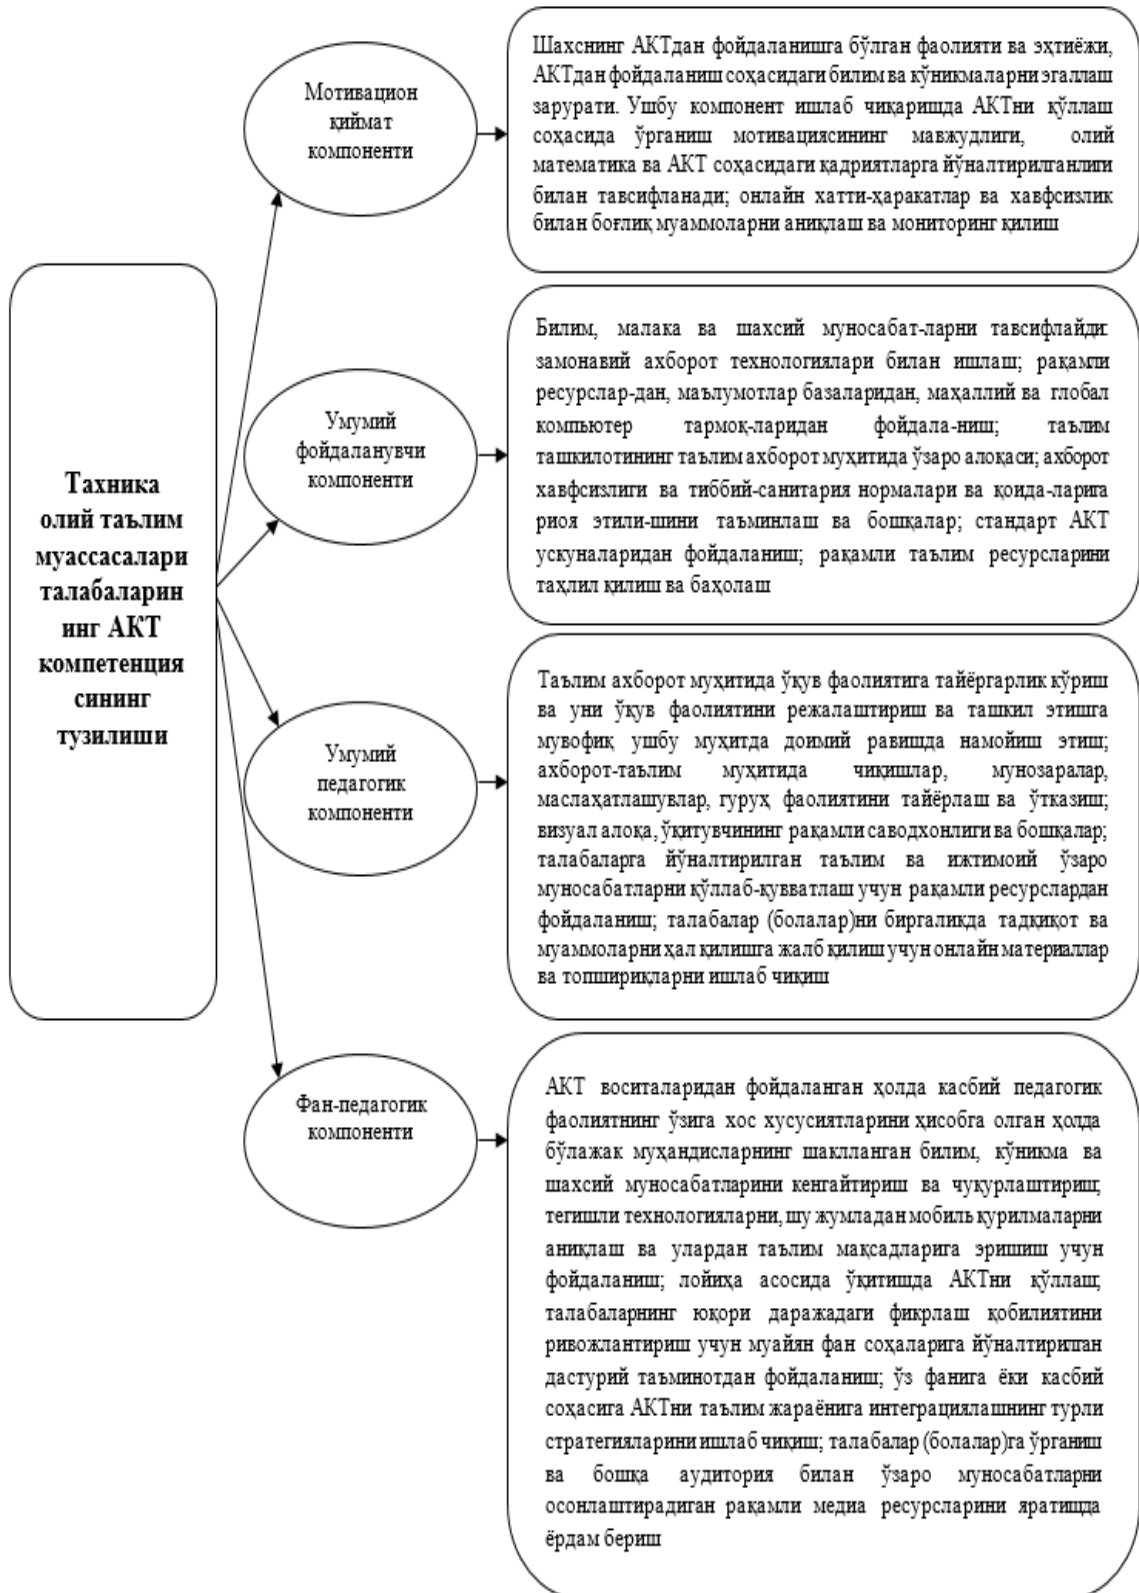 Тахника
олий таълим
муассасалари
талабаларин
инг АКТ
компетенция
сининг
тузилиши
Мотивацион
қиймат
компоненти
Шахснинг АКТдан фойдаланишга бўлган фаолияти ва эҳтиёжи,
АКТдан фойдаланиш соҳасидаги билим ва кўникмаларни эгаллаш
зарурати. Ушбу компонент ишлаб чиқаришда АКТни қўллаш
соҳасида ўрганиш мотивациясининг мавжудлиги, олий
математика ва АКТ соҳасидаги қадриятларга йўналтирилганлиги
билан тавсифланади; онлайн хатти-ҳаракатлар ва хавфсизлик
билан боғлиқ муаммоларни аниқлаш ва мониторинг қилиш
Умумий
фойдаланувчи
компоненти
Билим, малака ва шахсий муносабат-ларни тавсифлайди:
замонавий ахборот технологиялари билан ишлаш; рақамли
ресурслар-дан, маълумотлар базаларидан, маҳаллий ва глобал
компьютер тармоқ-ларидан фойдала-ниш; таълим
ташкилотининг таълим ахборот муҳитида ўзаро алоқаси; ахборот
хавфсизлиги ва тиббий-санитария нормалари ва қоида-ларига
риоя этили-шини таъминлаш ва бошқалар; стандарт АКТ
ускуналаридан фойдаланиш; рақамли таълим ресурсларини
таҳлил қилиш ва баҳолаш
Умумий
педагогик
компоненти
Таълим ахборот муҳитида ўқув фаолиятига тайёргарлик кўриш
ва уни ўқув фаолиятини режалаштириш ва ташкил этишга
мувофиқ ушбу муҳитда доимий равишда намойиш этиш;
ахборот-таълим муҳитида чиқишлар, мунозаралар,
маслаҳатлашувлар, гуруҳ фаолиятини тайёрлаш ва ўтказиш;
визуал алоқа, ўқитувчининг рақамли саводхонлиги ва бошқалар;
талабаларга йўналтирилган таълим ва ижтимоий ўзаро
муносабатларни қўллаб-қувватлаш учун рақамли ресурслардан
фойдаланиш; талабалар (болалар)ни биргаликда тадқиқот ва
муаммоларни ҳал қилишга жалб қилиш учун онлайн материаллар
ва топшириқларни ишлаб чиқиш
Фан-педагогик
компоненти
АКТ воситаларидан фойдаланган ҳолда касбий педагогик
фаолиятнинг ўзига хос хусусиятларини ҳисобга олган ҳолда
бўлажак муҳандисларнинг шаклланган билим, кўникма ва
шахсий муносабатларини кенгайтириш ва чуқурлаштириш;
тегишли технологияларни, шу жумладан мобиль қурилмаларни
аниқлаш ва улардан таълим мақсадларига эришиш учун
фойдаланиш; лойиҳа асосида ўқитишда АКТни қўллаш;
талабаларнинг юқори даражадаги фикрлаш қобилиятини
ривожлантириш учун муайян фан соҳаларига йўналтирилган
дастурий таъминотдан фойдаланиш; ўз фанига ёки касбий
соҳасига АКТни таълим жараёнига интеграциялашнинг турли
стратегияларини ишлаб чиқиш; талабалар (болалар)га ўрганиш
ва бошқа аудитория билан ўзаро муносабатларни
осонлаштирадиган рақамли медиа ресурсларини яратишда
ёрдам бериш